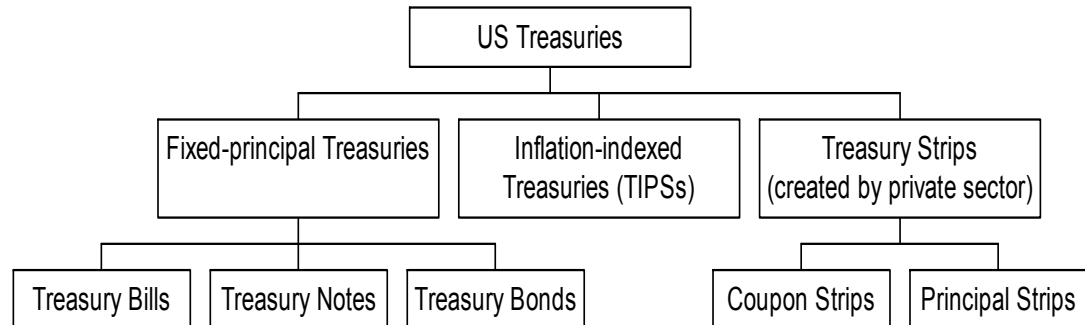 US Treasuries
Fixed-principal Treasuries
Inflation-indexed
Treasuries (TIPSs)
Treasury Strips
(created by private sector)
Treasury Bills
Treasury Notes
Treasury Bonds
Coupon Strips
Principal Strips